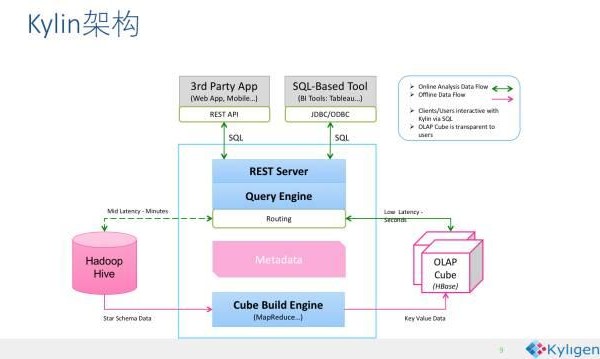 Kylin架构
3rd Party App
(Web App, Mobile...)
REST API
SQL-Based Tool
(BI Tools: Tableau...)
JDBC/ODBC
➢ Online Analysis Data Flow
➢ Offline Data Flow
➢ Clients/Users interactive with
Kylin via SQL
➢ OLAP Cube is transparent to
users
SQL
SQL
REST Server
Query Engine
Routing
Mid Latency - Minutes
Low Latency -
Seconds
Hadoop
Hive
Metadata
OLAP
Cube
(HBase)
Cube Build Engine
(MapReduce...)
Star Schema Data
Key Value Data
9
Kyligen